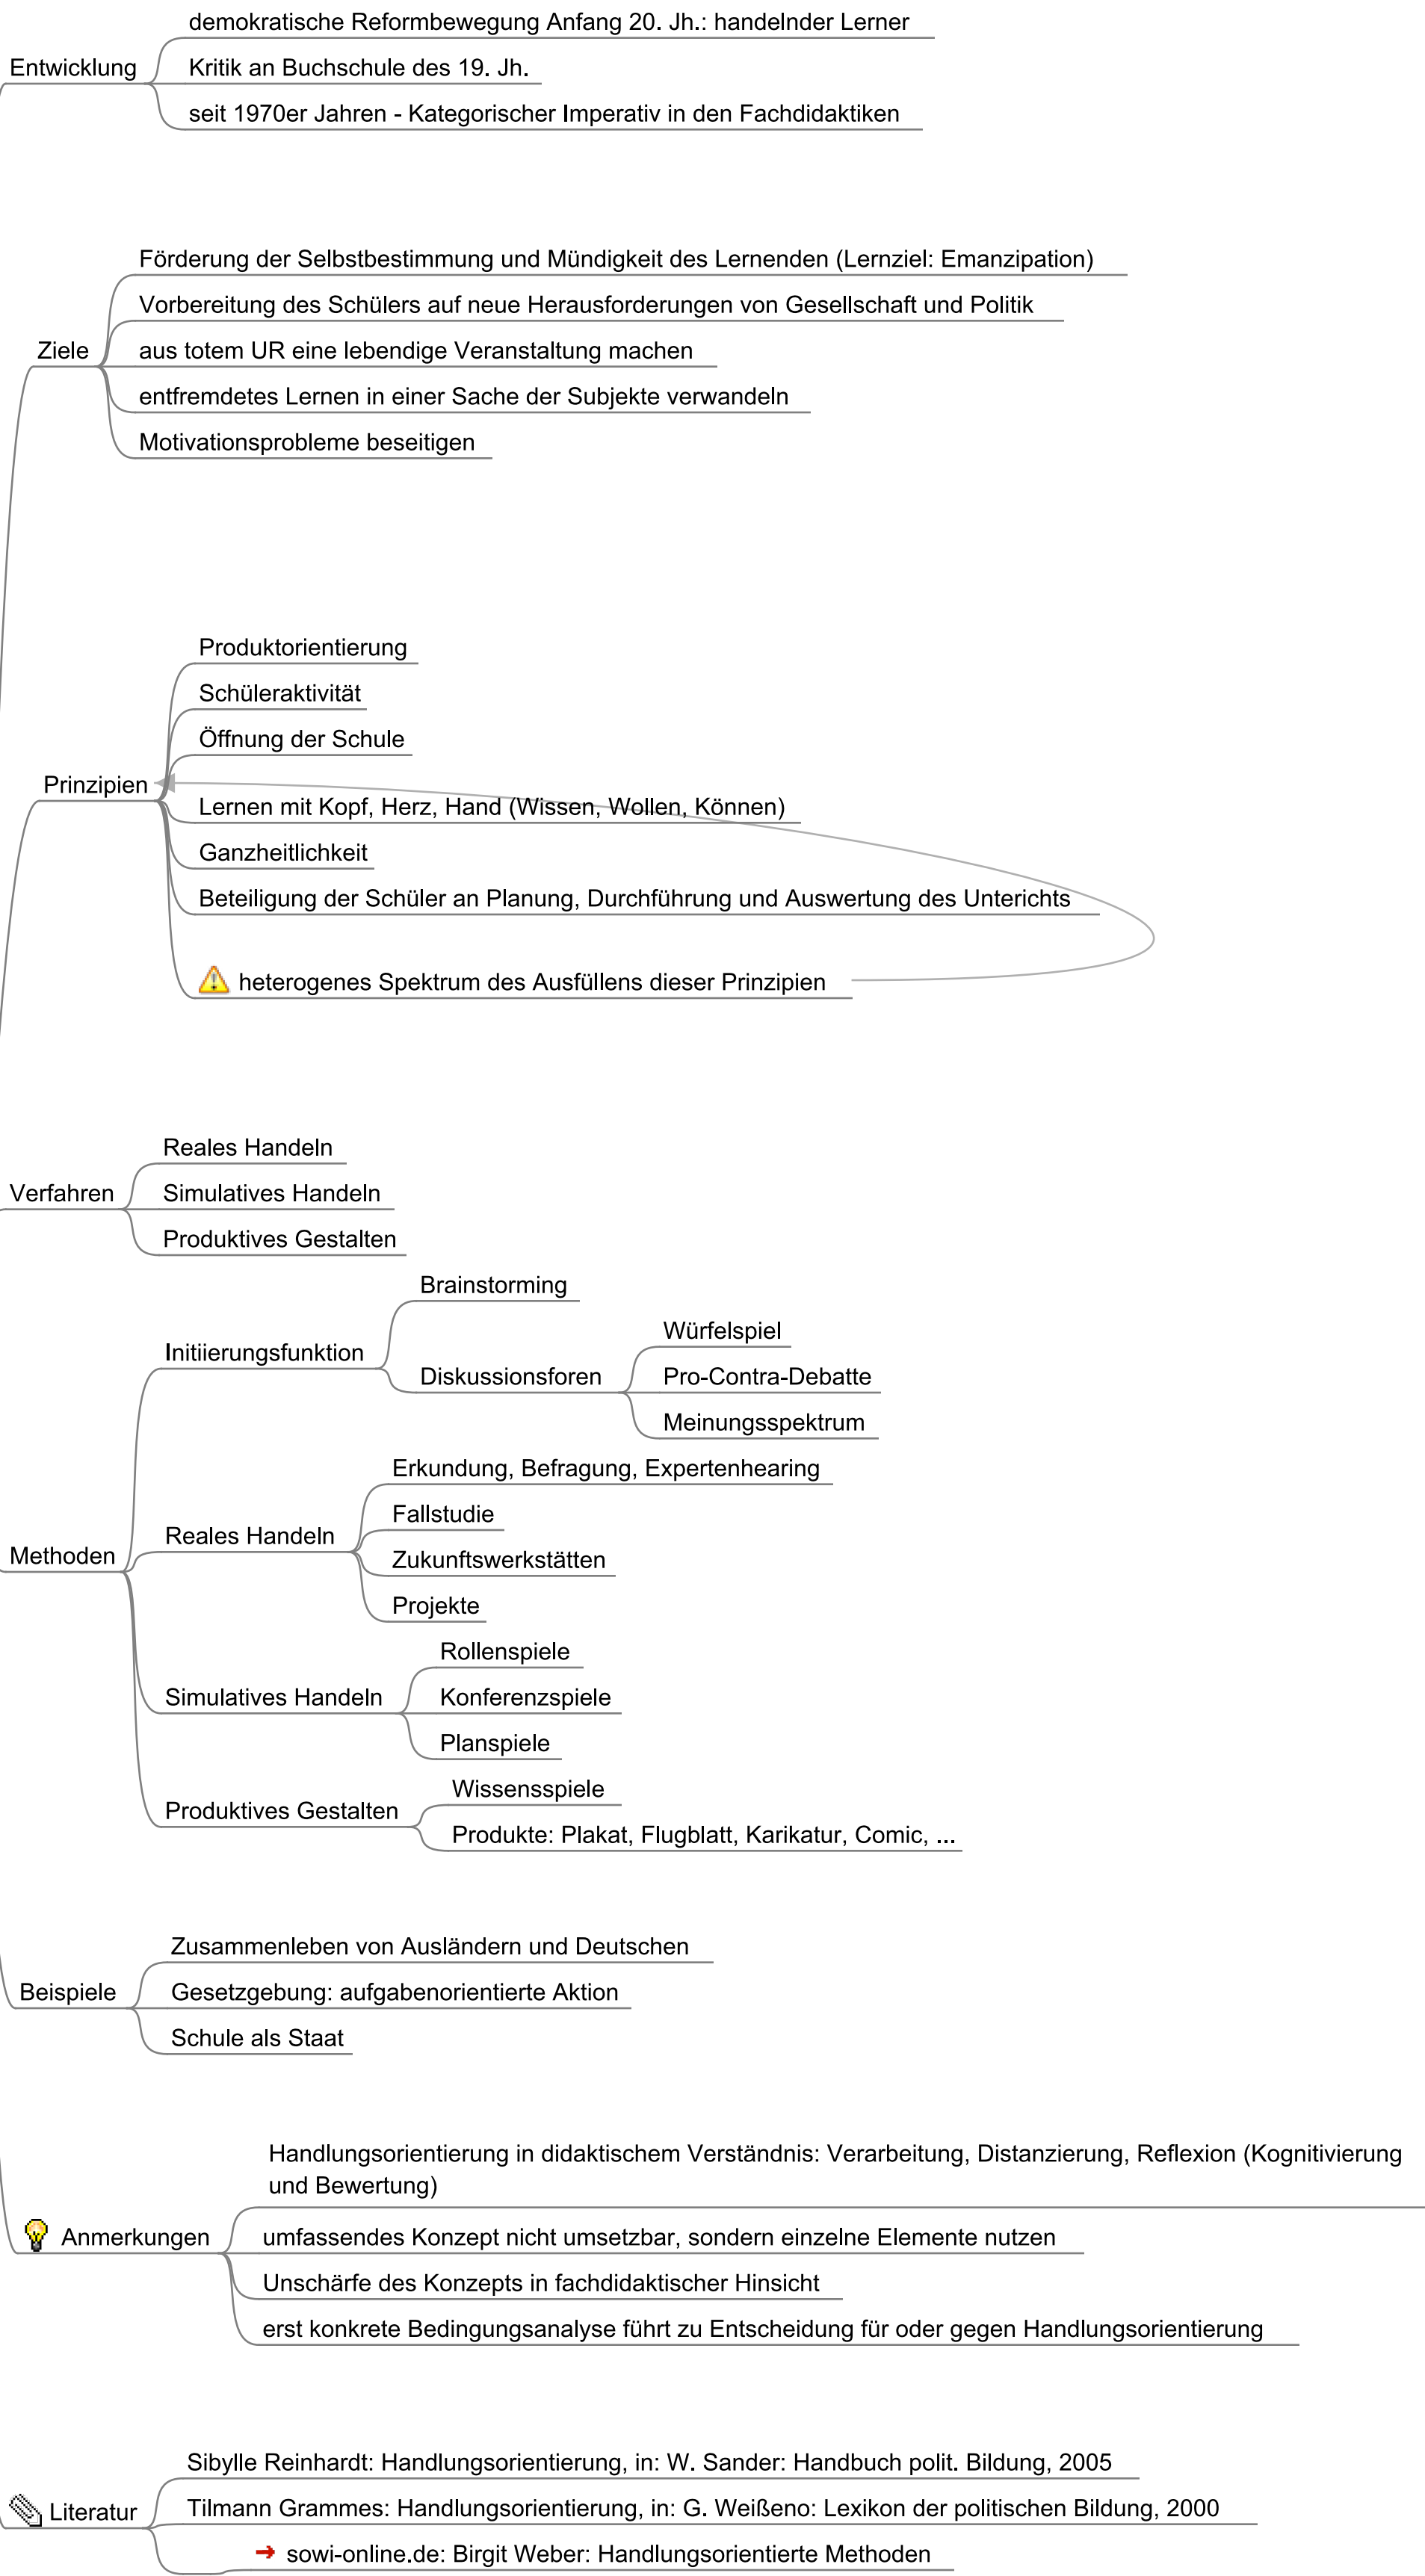 Entwicklung
demokratische Reformbewegung Anfang 20. Jh.: handelnder Lerner
Kritik an Buchschule des 19. Jh.
seit 1970er Jahren - Kategorischer Imperativ in den Fachdidaktiken
Ziele
Förderung der Selbstbestimmung und Mündigkeit des Lernenden (Lernziel: Emanzipation)
Vorbereitung des Schülers auf neue Herausforderungen von Gesellschaft und Politik
aus totem UR eine lebendige Veranstaltung machen
entfremdetes Lernen in einer Sache der Subjekte verwandeln
Motivationsprobleme beseitigen
Prinzipien
Produktorientierung
Schüleraktivität
Öffnung der Schule
Lernen mit Kopf, Herz, Hand (Wissen, Wollen, Können)
Ganzheitlichkeit
Beteiligung der Schüler an Planung, Durchführung und Auswertung des Unterichts
heterogenes Spektrum des Ausfüllens dieser Prinzipien
Verfahren
Reales Handeln
Simulatives Handeln
Produktives Gestalten
Methoden
Initiierungsfunktion
Brainstorming
Diskussionsforen
Würfelspiel
Pro-Contra-Debatte
Meinungsspektrum
Reales Handeln
Erkundung, Befragung, Expertenhearing
Fallstudie
Zukunftswerkstätten
Projekte
Simulatives Handeln
Rollenspiele
Konferenzspiele
Planspiele
Produktives Gestalten
Wissensspiele
Produkte: Plakat, Flugblatt, Karikatur, Comic, ...
Beispiele
Zusammenleben von Ausländern und Deutschen
Gesetzgebung: aufgabenorientierte Aktion
Schule als Staat
Anmerkungen
Handlungsorientierung in didaktischem Verständnis: Verarbeitung, Distanzierung, Reflexion (Kognitivierung
und Bewertung)
umfassendes Konzept nicht umsetzbar, sondern einzelne Elemente nutzen
Unschärfe des Konzepts in fachdidaktischer Hinsicht
erst konkrete Bedingungsanalyse führt zu Entscheidung für oder gegen Handlungsorientierung
Literatur
Sibylle Reinhardt: Handlungsorientierung, in: W. Sander: Handbuch polit. Bildung, 2005
Tilmann Grammes: Handlungsorientierung, in: G. Weißeno: Lexikon der politischen Bildung, 2000
sowi-online.de: Birgit Weber: Handlungsorientierte Methoden